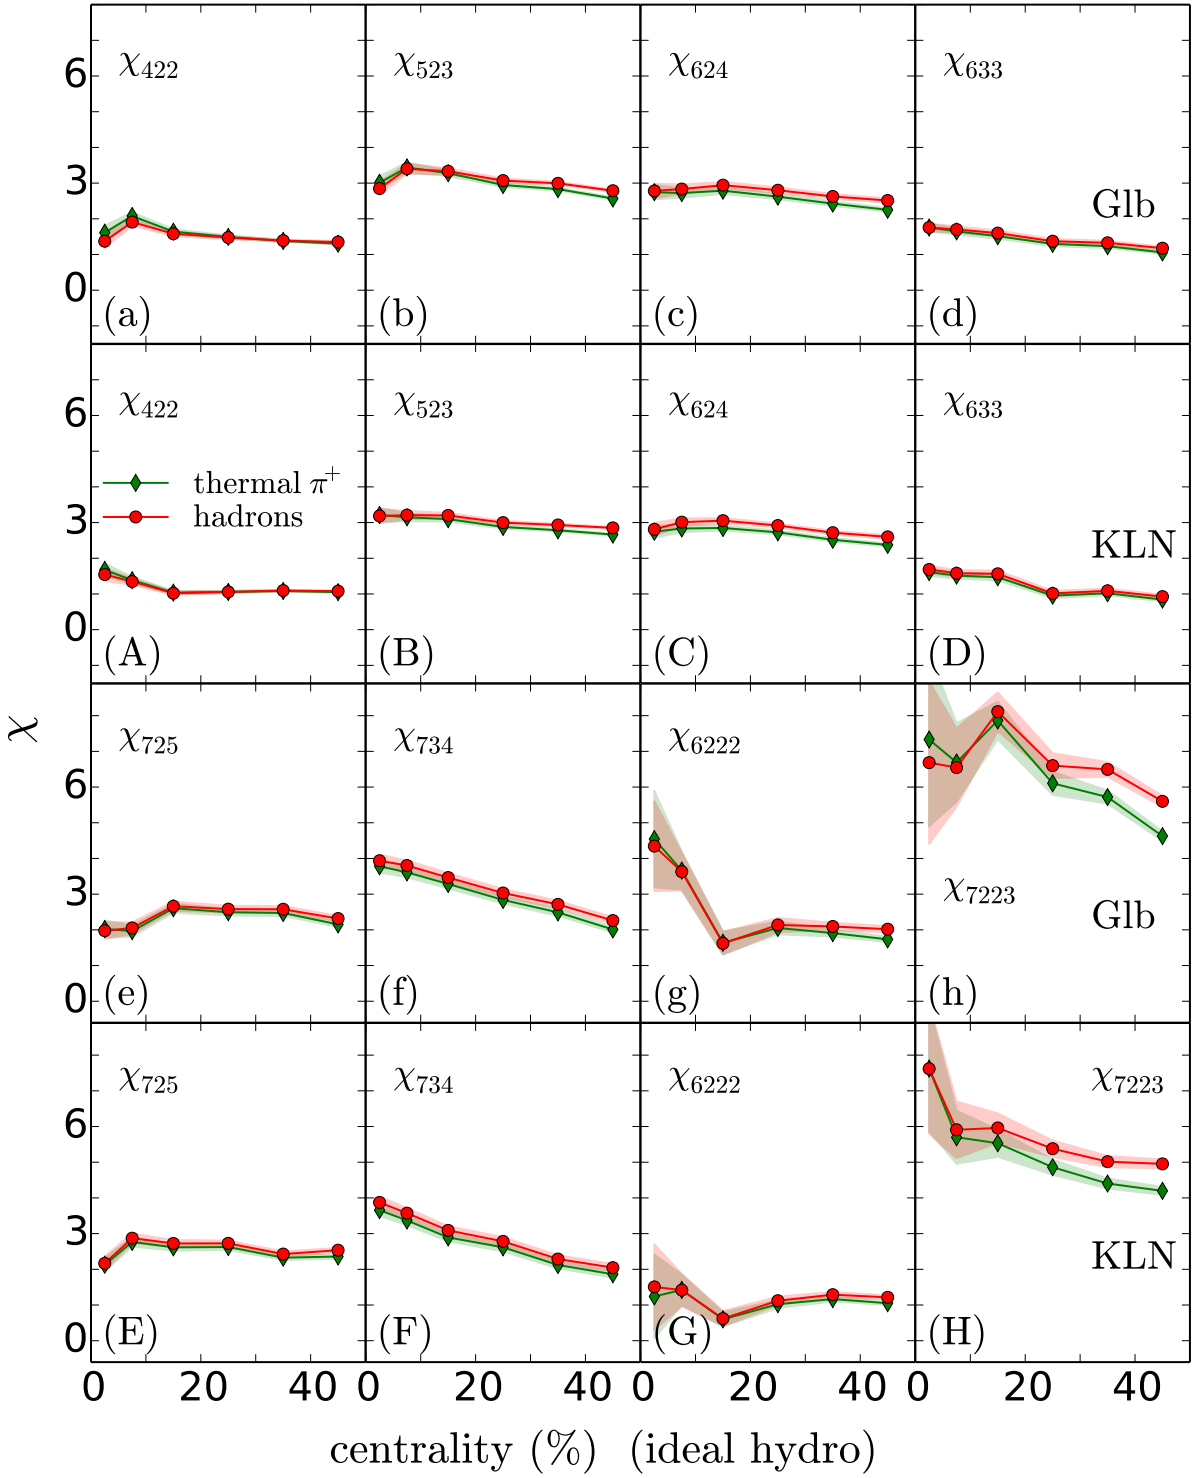 χ422 χ523 χ624 χ633
6
3
Glb
0
(a) (b) (c) (d)
χ422 χ523 χ624 χ633
6
thermal π+
hadrons
3
KLN
0
(A) (B) (C) (D)
χ
χ725 χ734 χ6222
6
χ7223
3
Glb
0
(e) (f) (g) (h)
χ725 χ734 χ6222 χ7223
6
3
KLN
0
(E) (F) (G) (H)
0 20 40 0 20 40 0 20 40 0 20 40
centrality (%) (ideal hydro)